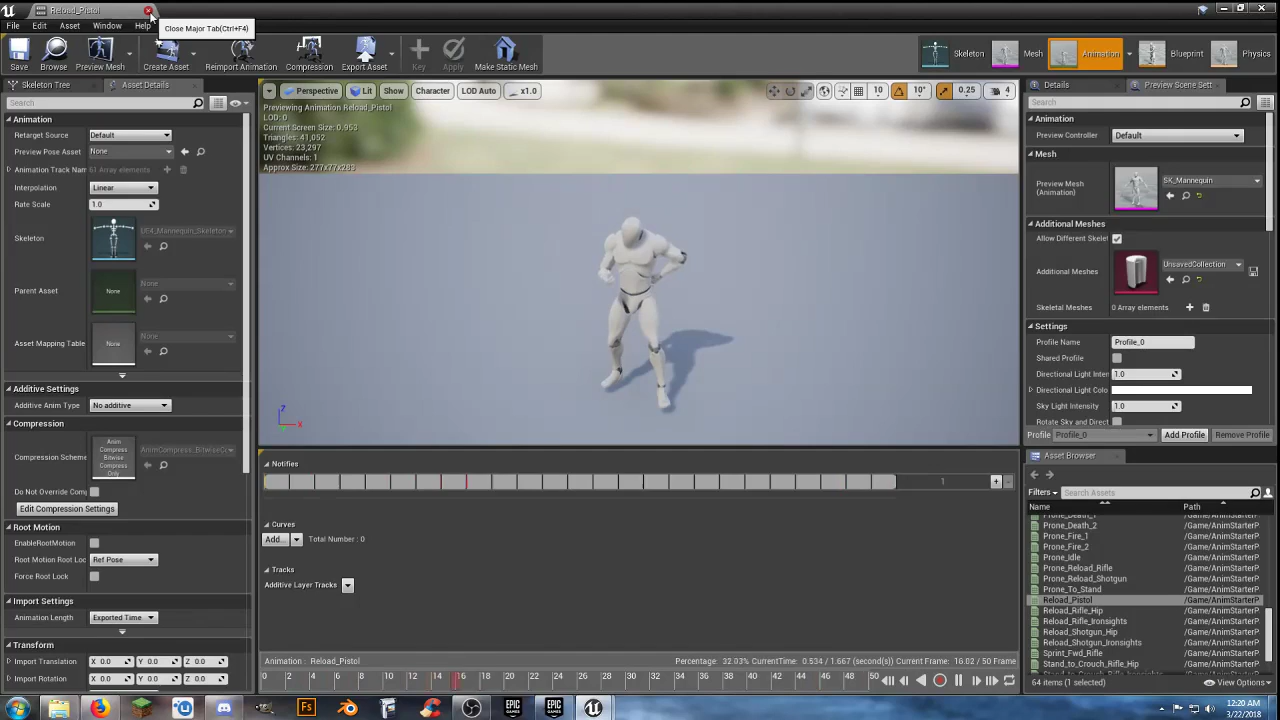 Reload_Pistol
File Edit Asset Window Help
Close Major Tab(Ctrl+F4)
Save Browse Preview Mesh Create Asset Reimport Animation Compression Export Asset Key Apply Make Static Mesh Skeleton Mesh Animation Blueprint Physics
Skeleton Tree Asset Details
Search
Animation
Retarget Source Default
Preview Pose Asset None
Animation Track Nam 61 Array elements
Interpolation Linear
Rate Scale 1.0
Skeleton UE4_Mannequin_Skeleton
Parent Asset None None
Asset Mapping Table None None
Additive Settings
Additive Anim Type No additive
Compression
Compression Scheme Anim Compress Bitwise Compress Only AnimCompress_BitwiseCo
Do Not Override Comp
Edit Compression Settings
Root Motion
EnableRootMotion
Root Motion Root Loc Ref Pose
Force Root Lock
Import Settings
Animation Length Exported Time
Transform
Import Translation X 0.0 Y 0.0 Z 0.0
Import Rotation X 0.0 Y 0.0 Z 0.0
Perspective Lit Show Character LOD Auto x1.0 10 10° 0.25 4
Previewing Animation Reload_Pistol
LOD: 0
Current Screen Size: 0.953
Triangles: 41,052
Vertices: 23,297
UV Channels: 1
Approx Size: 277x77x283
Z
X
Notifies
1
Curves
Add... Total Number : 0
Tracks
Additive Layer Tracks
Animation : Reload_Pistol Percentage: 32.03% CurrentTime: 0.534 / 1.667 (second(s)) Current Frame: 16.02 / 50 Frame
0 2 4 6 8 10 12 14 16 18 20 22 24 26 28 30 32 34 36 38 40 42 44 46 48 50
Details Preview Scene Sett
Search
Animation
Preview Controller Default
Mesh
Preview Mesh (Animation) SK_Mannequin
Additional Meshes
Allow Different Skele
Additional Meshes UnsavedCollection
Skeletal Meshes 0 Array elements
Settings
Profile Name Profile_0
Shared Profile
Directional Light Inten 1.0
Directional Light Colo
Sky Light Intensity 1.0
Rotate Sky and Direct
Profile Profile_0 Add Profile Remove Profile
Asset Browser
Filters Search Assets
Name Path
Prone_Death_1 /Game/AnimStarterP
Prone_Death_2 /Game/AnimStarterP
Prone_Fire_1 /Game/AnimStarterP
Prone_Fire_2 /Game/AnimStarterP
Prone_Idle /Game/AnimStarterP
Prone_Reload_Rifle /Game/AnimStarterP
Prone_Reload_Shotgun /Game/AnimStarterP
Prone_To_Stand /Game/AnimStarterP
Reload_Pistol /Game/AnimStarterP
Reload_Rifle_Hip /Game/AnimStarterP
Reload_Rifle_Ironsights /Game/AnimStarterP
Reload_Shotgun_Hip /Game/AnimStarterP
Reload_Shotgun_Ironsights /Game/AnimStarterP
Sprint_Fwd_Rifle /Game/AnimStarterP
Stand_to_Crouch_Rifle_Hip /Game/AnimStarterP
64 items (1 selected) View Options
Fs EPIC GAMES EPIC GAMES
12:20 AM
3/22/2018